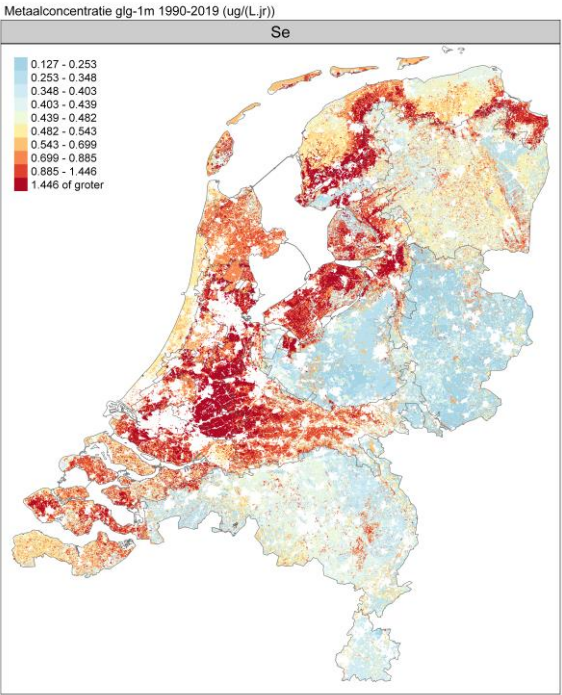 Metaalconcentratie glg-1m 1990-2019 (ug/(L.jr))
Se
0.127 - 0.253
0.253 - 0.348
0.348 - 0.403
0.403 - 0.439
0.439 - 0.482
0.482 - 0.543
0.543 - 0.699
0.699 - 0.885
0.885 - 1.446
1.446 of groter